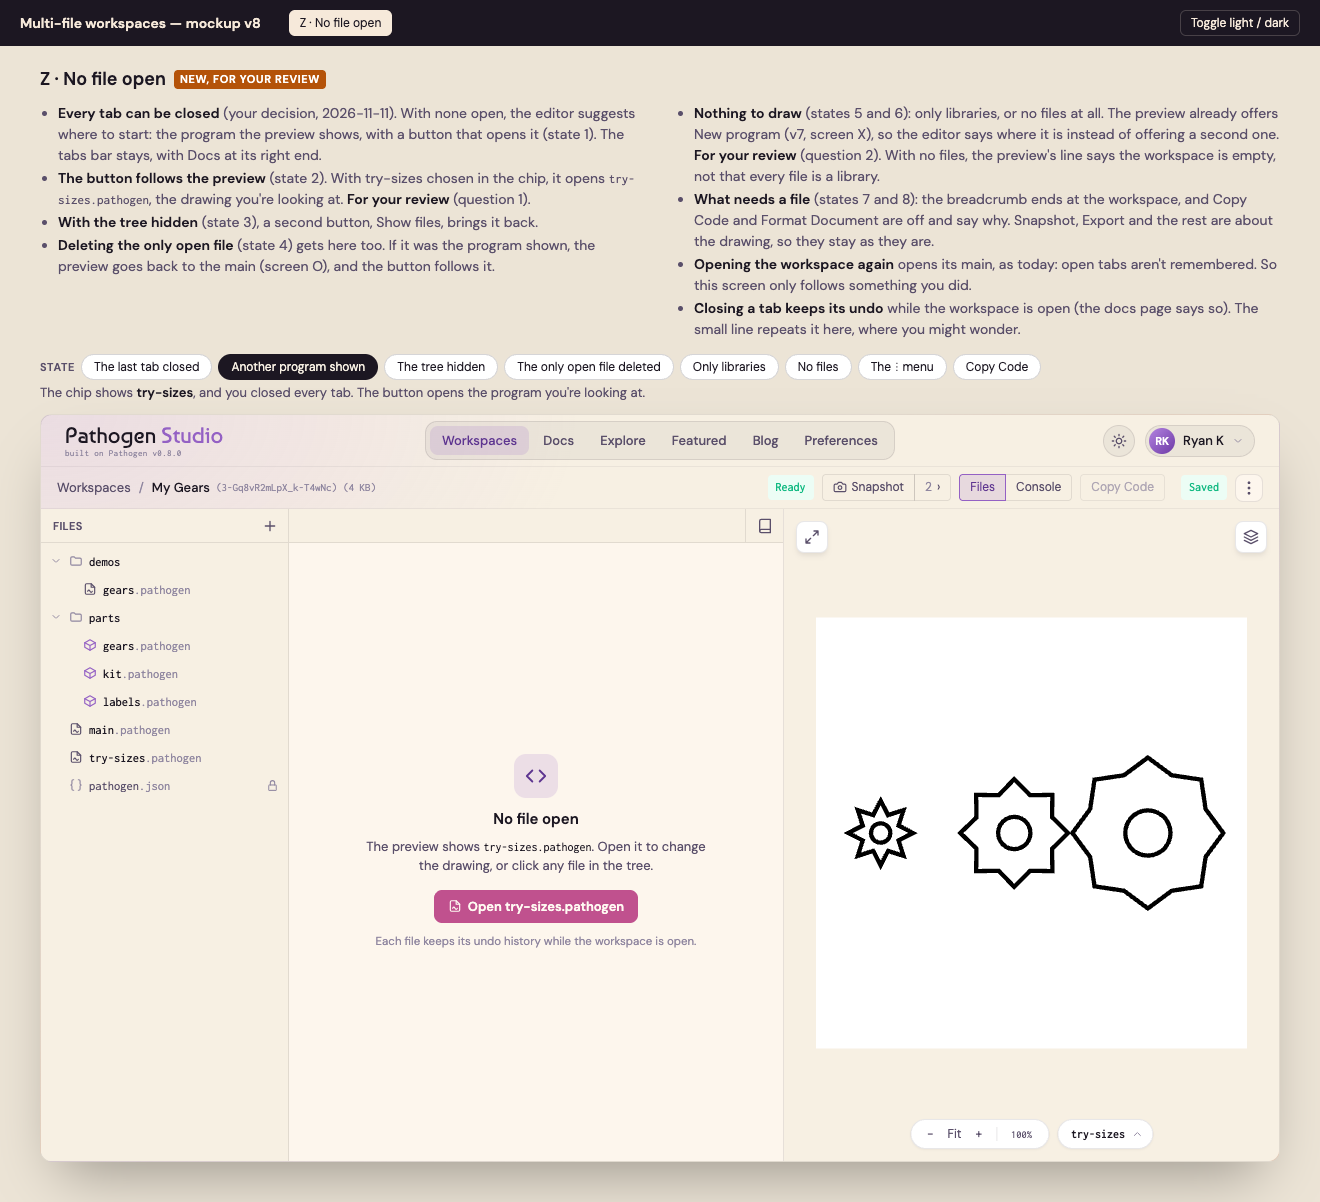 Multi-file workspaces — mockup v8
Z · No file open
Toggle light / dark
Z · No file open
NEW, FOR YOUR REVIEW
Every tab can be closed (your decision, 2026-11-11). With none open, the editor suggests
where to start: the program the preview shows, with a button that opens it (state 1). The
tabs bar stays, with Docs at its right end.
The button follows the preview (state 2). With try-sizes chosen in the chip, it opens try-
sizes.pathogen, the drawing you're looking at. For your review (question 1).
With the tree hidden (state 3), a second button, Show files, brings it back.
Deleting the only open file (state 4) gets here too. If it was the program shown, the
preview goes back to the main (screen O), and the button follows it.
Nothing to draw (states 5 and 6): only libraries, or no files at all. The preview already offers
New program (v7, screen X), so the editor says where it is instead of offering a second one.
For your review (question 2). With no files, the preview's line says the workspace is empty,
not that every file is a library.
What needs a file (states 7 and 8): the breadcrumb ends at the workspace, and Copy
Code and Format Document are off and say why. Snapshot, Export and the rest are about
the drawing, so they stay as they are.
Opening the workspace again opens its main, as today: open tabs aren't remembered. So
this screen only follows something you did.
Closing a tab keeps its undo while the workspace is open (the docs page says so). The
small line repeats it here, where you might wonder.
STATE
The last tab closed
Another program shown
The tree hidden
The only open file deleted
Only libraries
No files
The ⋮ menu
Copy Code
The chip shows try-sizes, and you closed every tab. The button opens the program you're looking at.
Pathogen Studio
built on Pathogen v0.8.0
Workspaces
Docs
Explore
Featured
Blog
Preferences
RK
Ryan K
Workspaces / My Gears (3-Gq8vR2mLpX_k-T4wNc) (4 KB)
Ready
Snapshot
2 ›
Files
Console
Copy Code
Saved
FILES
demos
gears.pathogen
parts
gears.pathogen
kit.pathogen
labels.pathogen
main.pathogen
try-sizes.pathogen
{} pathogen.json
No file open
The preview shows try-sizes.pathogen. Open it to change
the drawing, or click any file in the tree.
Open try-sizes.pathogen
Each file keeps its undo history while the workspace is open.
− Fit + 100%
try-sizes